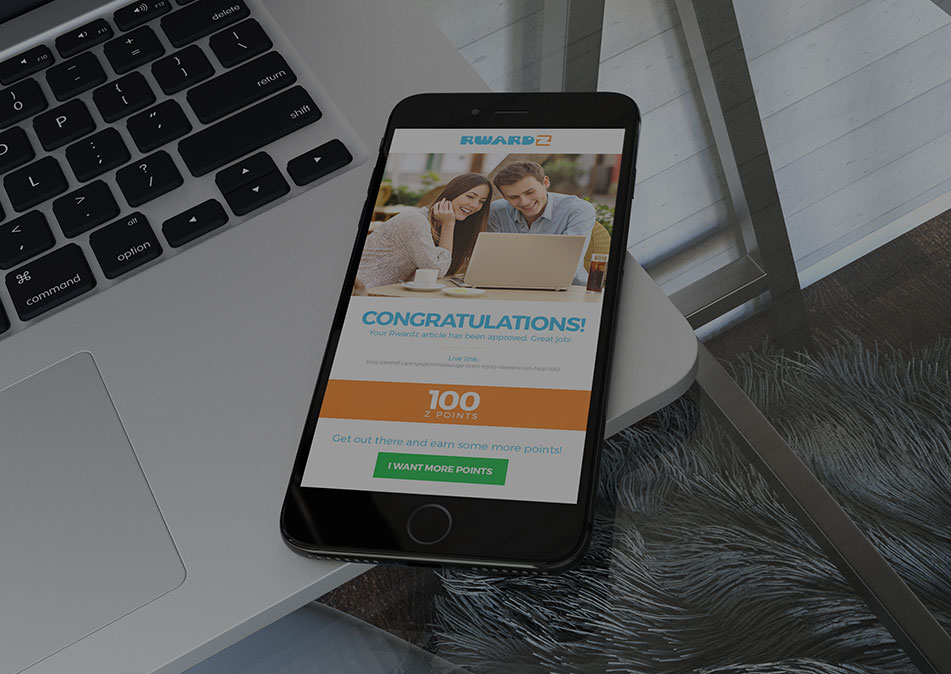 F10 F11 F12
delete
) 0 _ - + =
P { [ } ] | \
return
L : ; " '
shift
< , > . ? /
⌘ command
alt option
RWARDZ
CONGRATULATIONS!
Your Rwardz article has been approved. Great job!
Live link:
100
Z POINTS
Get out there and earn some more points!
I WANT MORE POINTS